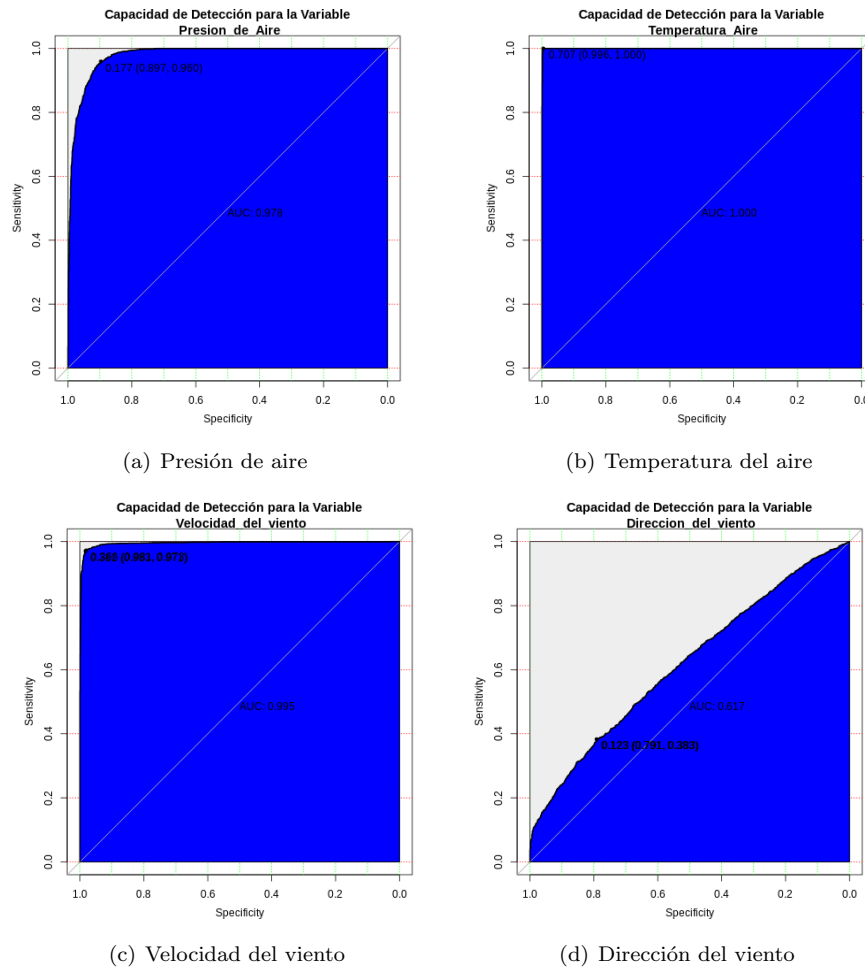 Capacidad de Detección para la Variable
Presion_de_Aire
1.0
0.8
0.6
0.4
0.2
0.0
Sensitivity
0.177 (0.897, 0.960)
AUC: 0.978
1.0
0.8
0.6
0.4
0.2
0.0
Specificity
(a) Presión de aire
Capacidad de Detección para la Variable
Temperatura_Aire
1.0
0.8
0.6
0.4
0.2
0.0
Sensitivity
AUC: 1.000
1.0
0.8
0.6
0.4
0.2
0.0
Specificity
(b) Temperatura del aire
Capacidad de Detección para la Variable
Velocidad_del_viento
1.0
0.8
0.6
0.4
0.2
0.0
Sensitivity
AUC: 0.995
1.0
0.8
0.6
0.4
0.2
0.0
Specificity
(c) Velocidad del viento
Capacidad de Detección para la Variable
Direccion_del_viento
1.0
0.8
0.6
0.4
0.2
0.0
Sensitivity
0.123 (0.791, 0.383)
AUC: 0.617
1.0
0.8
0.6
0.4
0.2
0.0
Specificity
(d) Dirección del viento